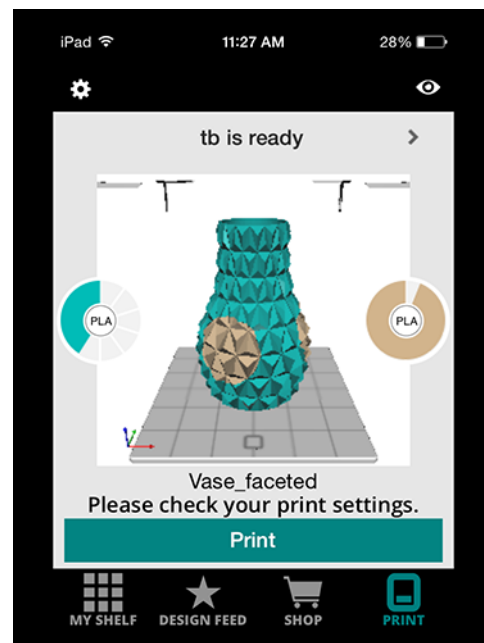 iPad 11:27 AM 28%
tb is ready
PLA PLA
Vase_faceted
Please check your print settings.
Print
MY SHELF DESIGN FEED SHOP PRINT